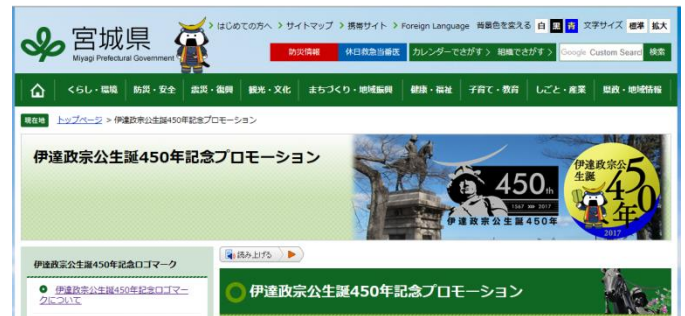 宮城県
Miyagi Prefectural Government
はじめての方へ サイトマップ 携帯サイト Foreign Language 背景色を変える 白 黒 青 文字サイズ 標準 拡大
防災情報 休日救急当番医 カレンダーでさがす 組織でさがす Google Custom Search 検索
くらし・環境 防災・安全 震災・復興 観光・文化 まちづくり・地域振興 健康・福祉 子育て・教育 しごと・産業 県政・地域情報
現在地 トップページ > 伊達政宗公生誕450年記念プロモーション
伊達政宗公生誕450年記念プロモーション
450th
1567 2017
伊達政宗公生誕450年
伊達政宗公
生誕
450
年
2017
読み上げる
伊達政宗公生誕450年記念ロゴマーク
伊達政宗公生誕450年記念ロゴマー
クについて
伊達政宗公生誕450年記念プロモーション